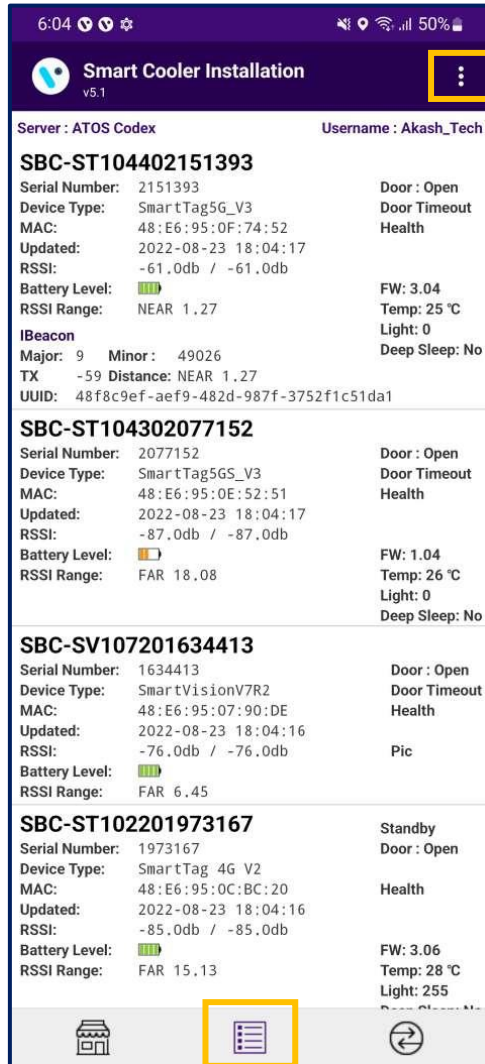 6:04 50%
Smart Cooler Installation
v5.1
Server : ATOS Codex Username : Akash_Tech
SBC-ST104402151393
Serial Number: 2151393 Door : Open
Device Type: SmartTag5G_V3 Door Timeout
MAC: 48:E6:95:0F:74:52 Health
Updated: 2022-08-23 18:04:17
RSSI: -61.0db / -61.0db
Battery Level: FW: 3.04
RSSI Range: NEAR 1.27 Temp: 25 ℃
Light: 0
IBeacon
Major: 9 Minor : 49026 Deep Sleep: No
TX -59 Distance: NEAR 1.27
UUID: 48f8c9ef-aef9-482d-987f-3752f1c51da1
SBC-ST104302077152
Serial Number: 2077152 Door : Open
Device Type: SmartTag5GS_V3 Door Timeout
MAC: 48:E6:95:0E:52:51 Health
Updated: 2022-08-23 18:04:17
RSSI: -87.0db / -87.0db
Battery Level: FW: 1.04
RSSI Range: FAR 18.08 Temp: 26 ℃
Light: 0
Deep Sleep: No
SBC-SV107201634413
Serial Number: 1634413 Door : Open
Device Type: SmartVisionV7R2 Door Timeout
MAC: 48:E6:95:07:90:DE Health
Updated: 2022-08-23 18:04:16
RSSI: -76.0db / -76.0db Pic
Battery Level:
RSSI Range: FAR 6.45
SBC-ST102201973167 Standby
Serial Number: 1973167 Door : Open
Device Type: SmartTag 4G V2
MAC: 48:E6:95:0C:BC:20 Health
Updated: 2022-08-23 18:04:16
RSSI: -85.0db / -85.0db
Battery Level: FW: 3.06
RSSI Range: FAR 15.13 Temp: 28 ℃
Light: 255